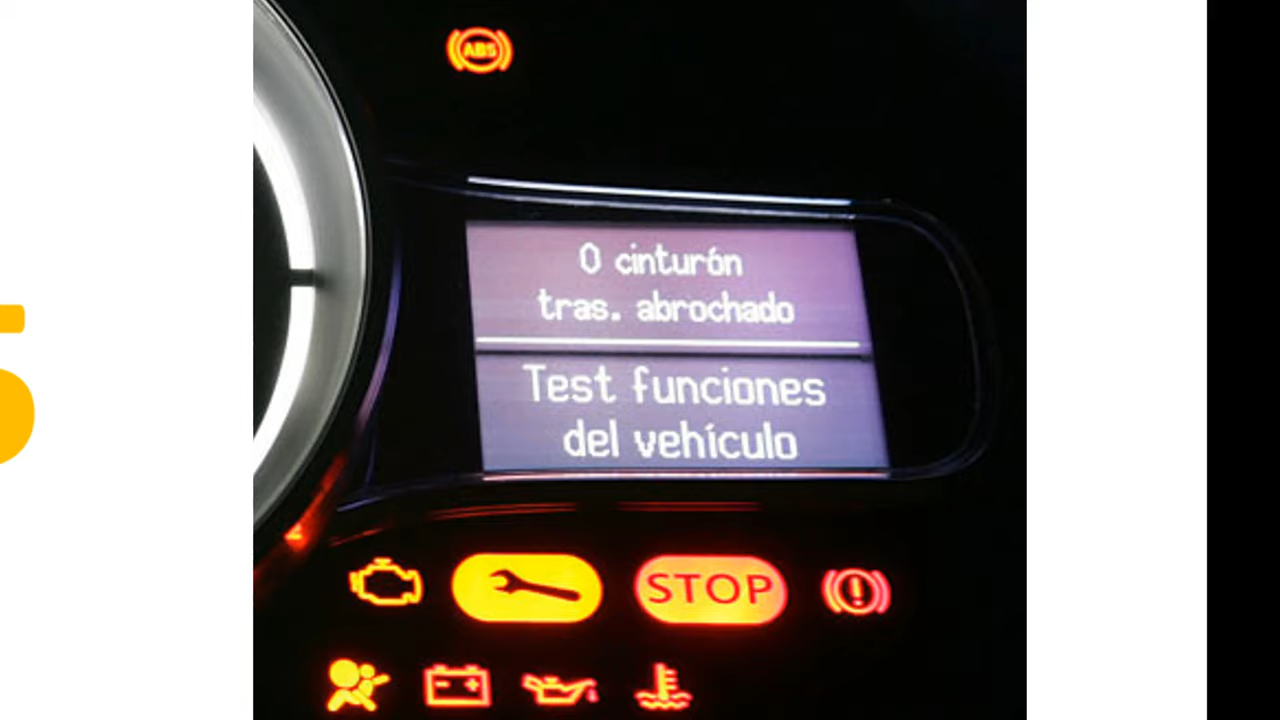 ABS
0 cinturón
tras. abrochado
Test funciones
del vehículo
STOP